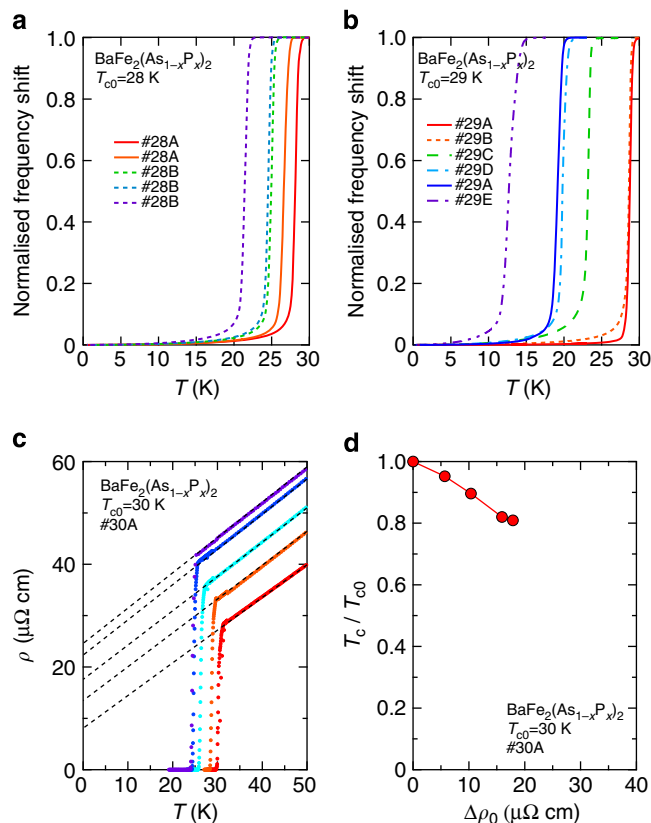 a
BaFe2(As1–xPx)2
Tc0=28 K
#28A
#28A
#28B
#28B
#28B
Normalised frequency shift
1.0
0.8
0.6
0.4
0.2
0
0 5 10 15 20 25 30
T (K)
b
BaFe2(As1–xPx)2
Tc0=29 K
#29A
#29B
#29C
#29D
#29A
#29E
Normalised frequency shift
1.0
0.8
0.6
0.4
0.2
0
0 5 10 15 20 25 30
T (K)
c
BaFe2(As1–xPx)2
Tc0=30 K
#30A
ρ (μΩ cm)
60
40
20
0
0 10 20 30 40 50
T (K)
d
Tc / Tc0
1.0
0.8
0.6
0.4
0.2
0
BaFe2(As1–xPx)2
Tc0=30 K
#30A
0 10 20 30 40
Δρ0 (μΩ cm)